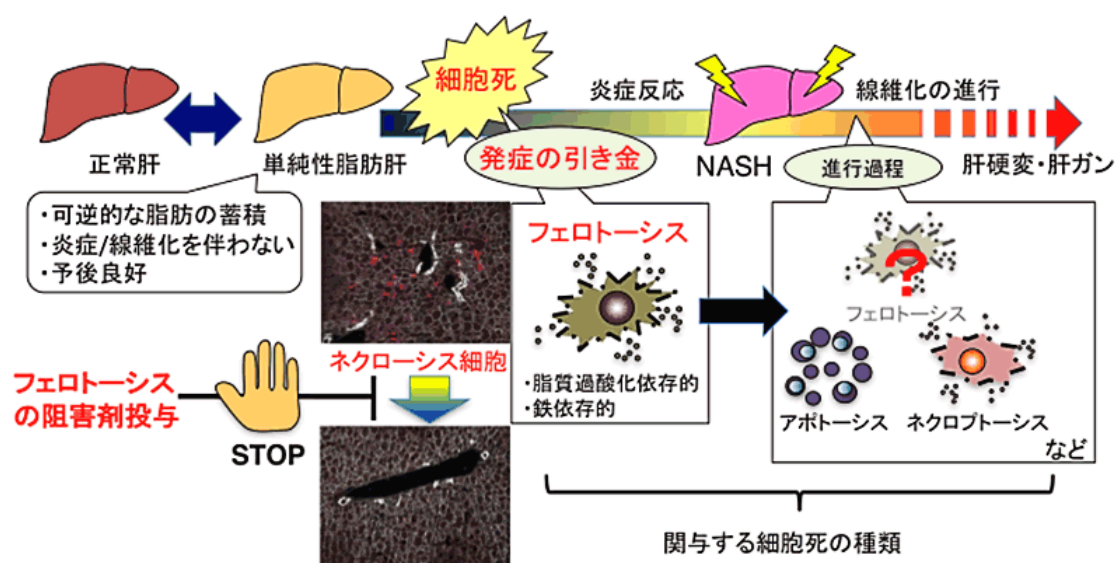 細胞死
炎症反応
線維化の進行
正常肝
単純性脂肪肝
発症の引き金
NASH
進行過程
肝硬変・肝ガン
・可逆的な脂肪の蓄積
・炎症/線維化を伴わない
・予後良好
フェロトーシス
・脂質過酸化依存的
・鉄依存的
?
フェロトーシス
アポトーシス
ネクロプトーシス
など
ネクローシス細胞
フェロトーシス
の阻害剤投与
STOP
関与する細胞死の種類